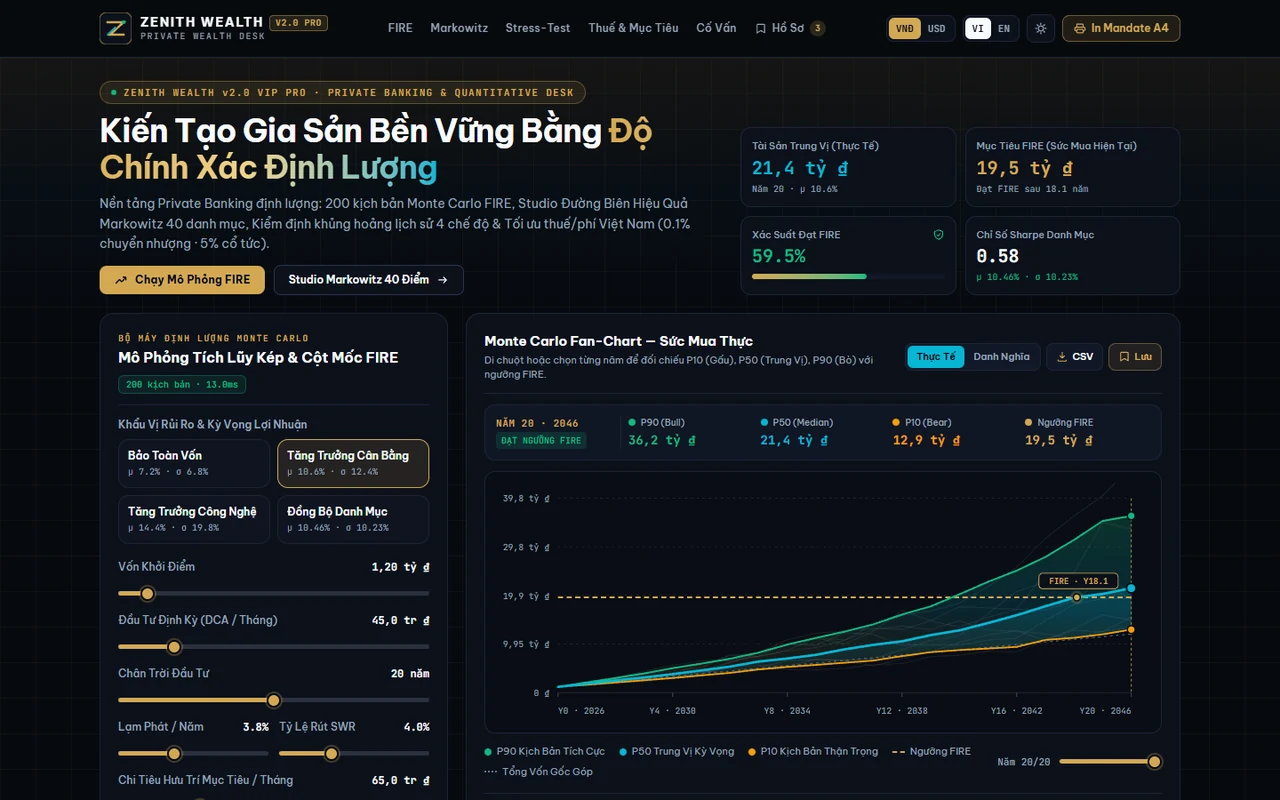 ZENITH WEALTH V2.0 PRO
PRIVATE WEALTH DESK
FIRE Markowitz Stress-Test Thuế & Mục Tiêu Cố Vấn Hồ Sơ 3
VNĐ USD VI EN In Mandate A4
ZENITH WEALTH v2.0 VIP PRO · PRIVATE BANKING & QUANTITATIVE DESK
Kiến Tạo Gia Sản Bền Vững Bằng Độ
Chính Xác Định Lượng
Nền tảng Private Banking định lượng: 200 kịch bản Monte Carlo FIRE, Studio Đường Biên Hiệu Quả
Markowitz 40 danh mục, Kiểm định khủng hoảng lịch sử 4 chế độ & Tối ưu thuế/phí Việt Nam (0.1%
chuyển nhượng · 5% cổ tức).
Chạy Mô Phỏng FIRE Studio Markowitz 40 Điểm →
Tài Sản Trung Vị (Thực Tế)
21,4 tỷ ₫
Năm 20 · μ 10.6%
Mục Tiêu FIRE (Sức Mua Hiện Tại)
19,5 tỷ ₫
Đạt FIRE sau 18.1 năm
Xác Suất Đạt FIRE
59.5%
Chỉ Số Sharpe Danh Mục
0.58
μ 10.46% · σ 10.23%
BỘ MÁY ĐỊNH LƯỢNG MONTE CARLO
Mô Phỏng Tích Lũy Kép & Cột Mốc FIRE
200 kịch bản · 13.0ms
Khẩu Vị Rủi Ro & Kỳ Vọng Lợi Nhuận
Bảo Toàn Vốn
μ 7.2% · σ 6.8%
Tăng Trưởng Cân Bằng
μ 10.6% · σ 12.4%
Tăng Trưởng Công Nghệ
μ 14.4% · σ 19.8%
Đồng Bộ Danh Mục
μ 10.46% · σ 10.23%
Vốn Khởi Điểm 1,20 tỷ ₫
Đầu Tư Định Kỳ (DCA / Tháng) 45,0 tr ₫
Chân Trời Đầu Tư 20 năm
Lạm Phát / Năm 3.8% Tỷ Lệ Rút SWR 4.0%
Chi Tiêu Hưu Trí Mục Tiêu / Tháng 65,0 tr ₫
Monte Carlo Fan-Chart — Sức Mua Thực
Di chuột hoặc chọn từng năm để đối chiếu P10 (Gấu), P50 (Trung Vị), P90 (Bò) với
ngưỡng FIRE.
Thực Tế Danh Nghĩa CSV Lưu
NĂM 20 · 2046
ĐẠT NGƯỠNG FIRE
P90 (Bull)
36,2 tỷ ₫
P50 (Median)
21,4 tỷ ₫
P10 (Bear)
12,9 tỷ ₫
Ngưỡng FIRE
19,5 tỷ ₫
39,8 tỷ ₫
29,8 tỷ ₫
19,9 tỷ ₫
9,95 tỷ ₫
0 ₫
FIRE · Y18.1
Y0 · 2026 Y4 · 2030 Y8 · 2034 Y12 · 2038 Y16 · 2042 Y20 · 2046
P90 Kịch Bản Tích Cực P50 Trung Vị Kỳ Vọng P10 Kịch Bản Thận Trọng Ngưỡng FIRE
Tổng Vốn Gốc Góp
Năm 20/20